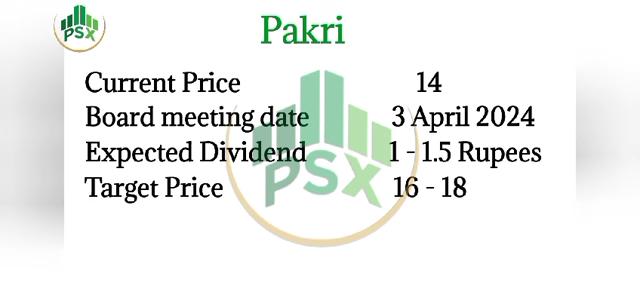 PSX
Pakri
Current Price 14
Board meeting date 3 April 2024
Expected Dividend 1 - 1.5 Rupees
Target Price 16 - 18
PSX